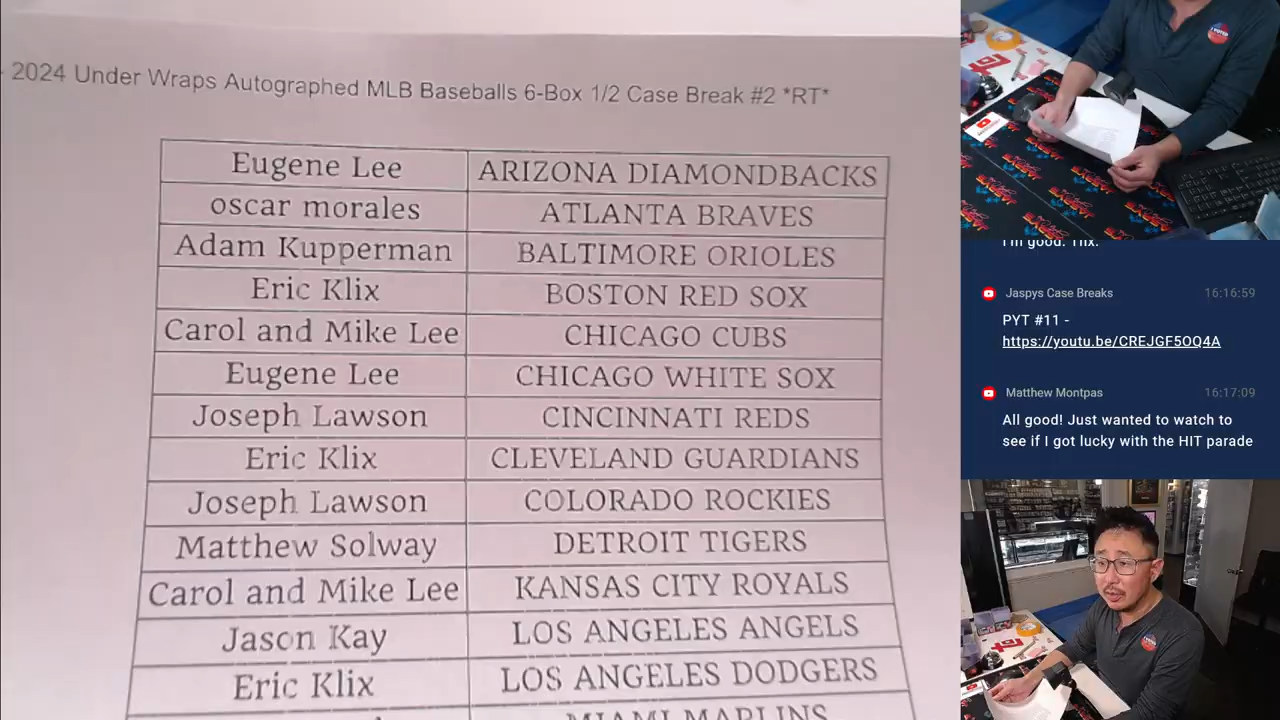 2024 Under Wraps Autographed MLB Baseballs 6-Box 1/2 Case Break #2 *RT*
Eugene Lee ARIZONA DIAMONDBACKS
oscar morales ATLANTA BRAVES
Adam Kupperman BALTIMORE ORIOLES
Eric Klix BOSTON RED SOX
Carol and Mike Lee CHICAGO CUBS
Eugene Lee CHICAGO WHITE SOX
Joseph Lawson CINCINNATI REDS
Eric Klix CLEVELAND GUARDIANS
Joseph Lawson COLORADO ROCKIES
Matthew Solway DETROIT TIGERS
Carol and Mike Lee KANSAS CITY ROYALS
Jason Kay LOS ANGELES ANGELS
Eric Klix LOS ANGELES DODGERS
MIAMI MARLINS
I'm good. Thx.
Jaspys Case Breaks 16:16:59
PYT #11 -
https://youtu.be/CREJGF5OQ4A
Matthew Montpas 16:17:09
All good! Just wanted to watch to
see if I got lucky with the HIT parade